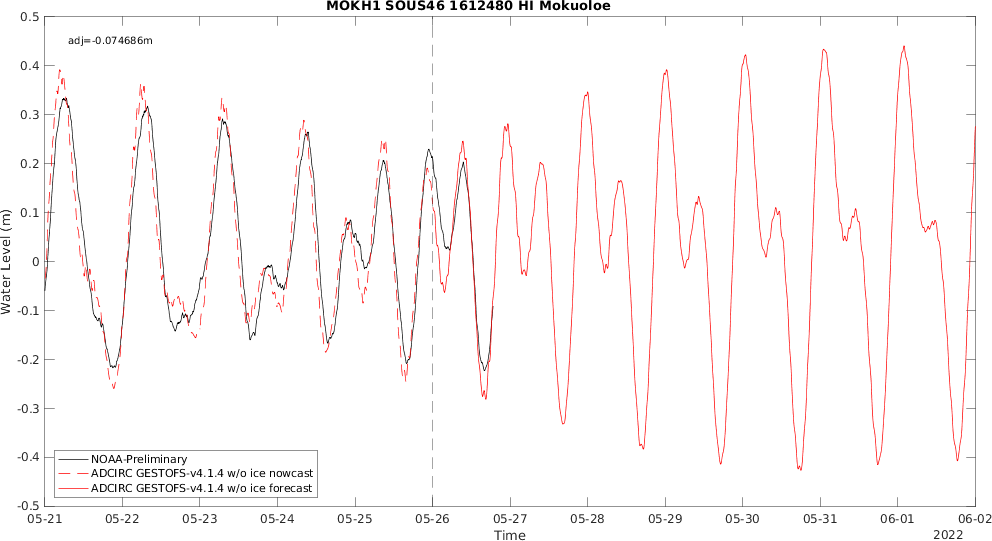 MOKH1 SOUS46 1612480 HI Mokuoloe
adj=-0.074686m
0.5
0.4
0.3
0.2
0.1
0
-0.1
-0.2
-0.3
-0.4
-0.5
Water Level (m)
NOAA-Preliminary
ADCIRC GESTOFS-v4.1.4 w/o ice nowcast
ADCIRC GESTOFS-v4.1.4 w/o ice forecast
05-21 05-22 05-23 05-24 05-25 05-26 05-27 05-28 05-29 05-30 05-31 06-01 06-02
Time
2022